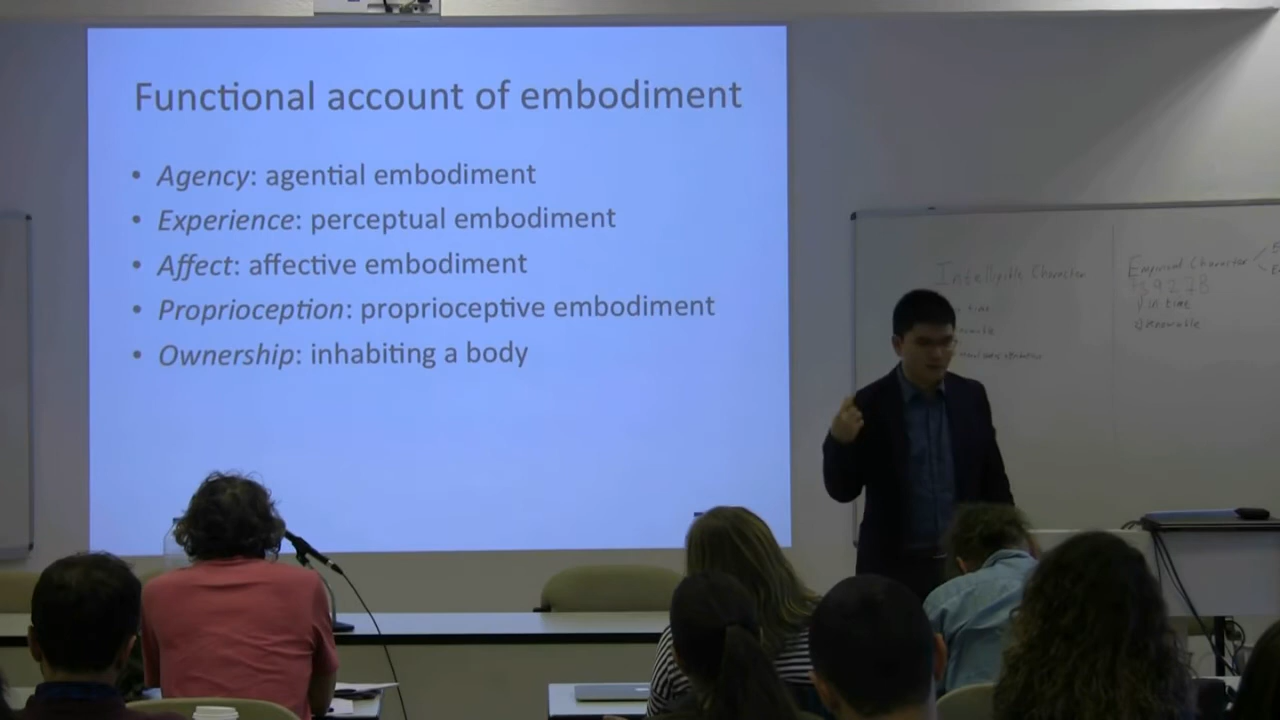 Functional account of embodiment
• Agency: agential embodiment
• Experience: perceptual embodiment
• Affect: affective embodiment
• Proprioception: proprioceptive embodiment
• Ownership: inhabiting a body
Intelligible Character
time
Empirical Character
in time